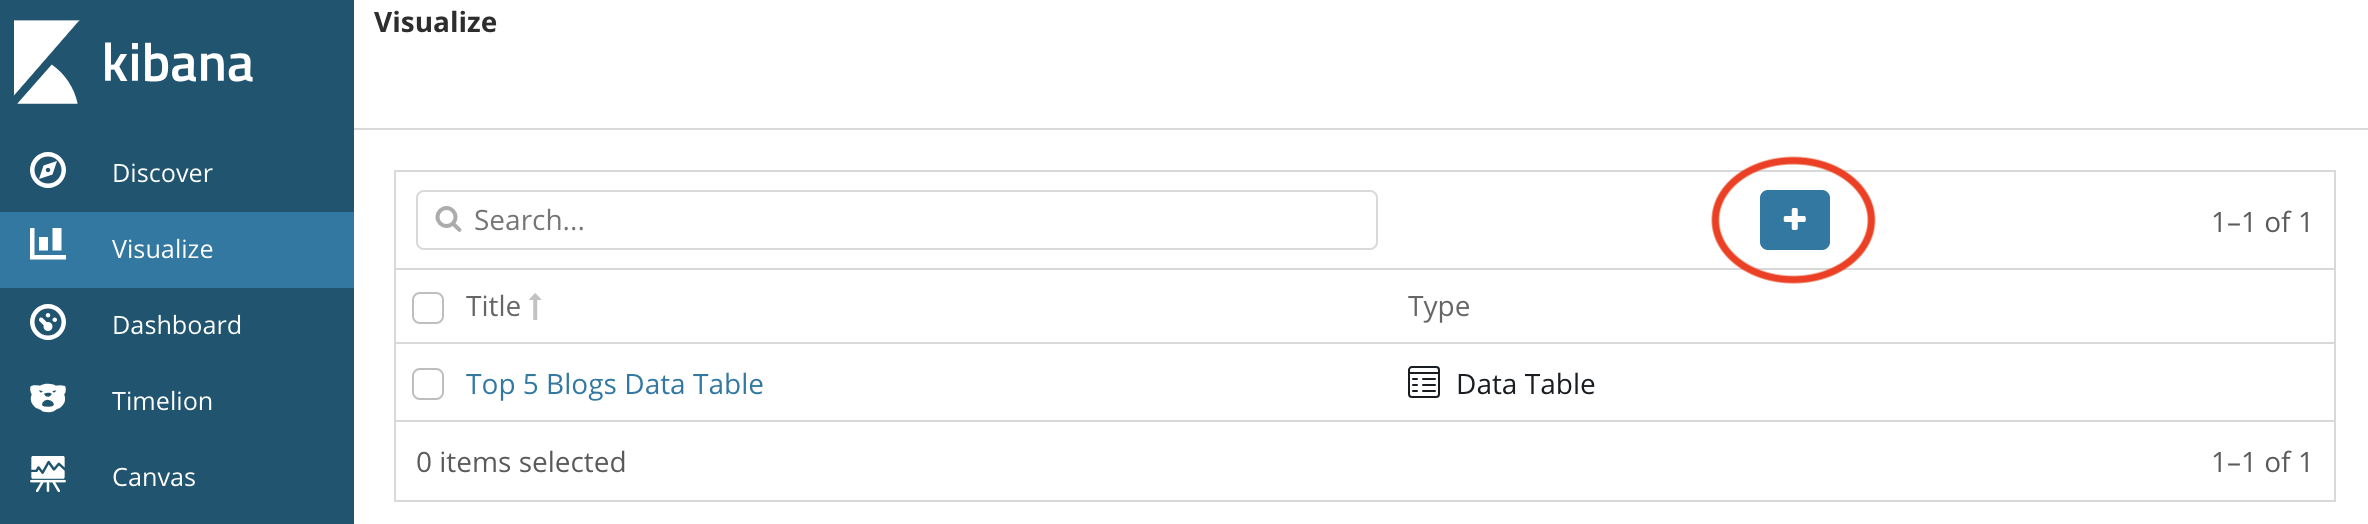 Visualize
kibana
Discover
Visualize
Dashboard
Timelion
Canvas
Search...
1–1 of 1
Title Type
Top 5 Blogs Data Table Data Table
0 items selected 1–1 of 1